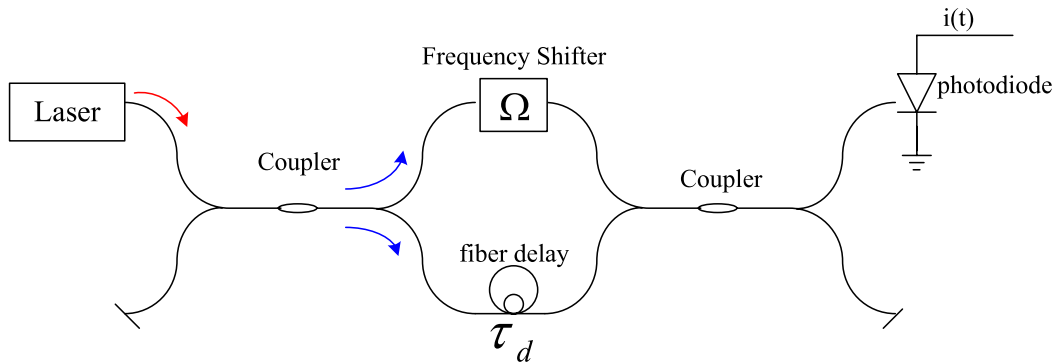 i(t)
Frequency Shifter
photodiode
Laser
Ω
Coupler
Coupler
fiber delay
τd